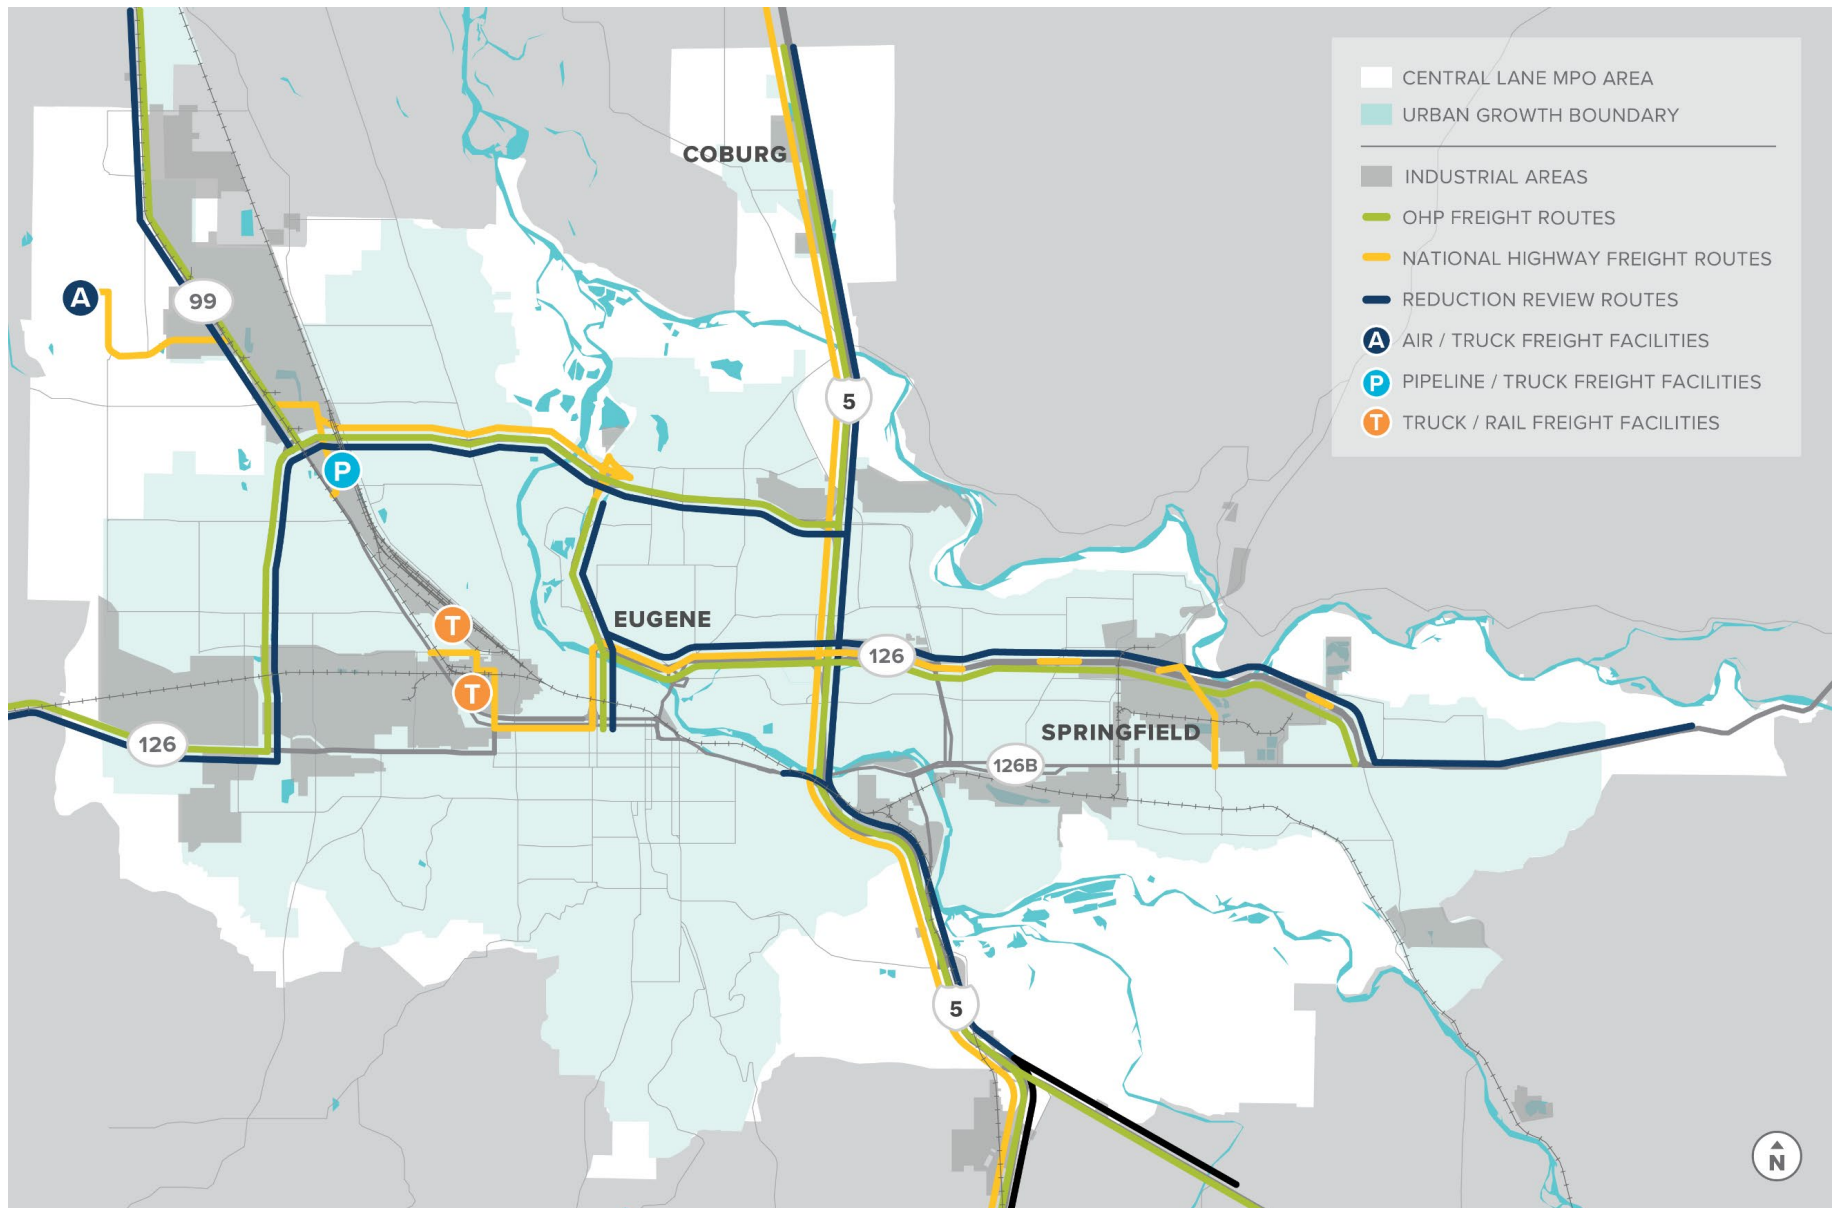 CENTRAL LANE MPO AREA
URBAN GROWTH BOUNDARY
INDUSTRIAL AREAS
OHP FREIGHT ROUTES
NATIONAL HIGHWAY FREIGHT ROUTES
REDUCTION REVIEW ROUTES
A AIR / TRUCK FREIGHT FACILITIES
P PIPELINE / TRUCK FREIGHT FACILITIES
T TRUCK / RAIL FREIGHT FACILITIES
COBURG
A
99
5
P
EUGENE
T
126
T
SPRINGFIELD
126
126B
5
N